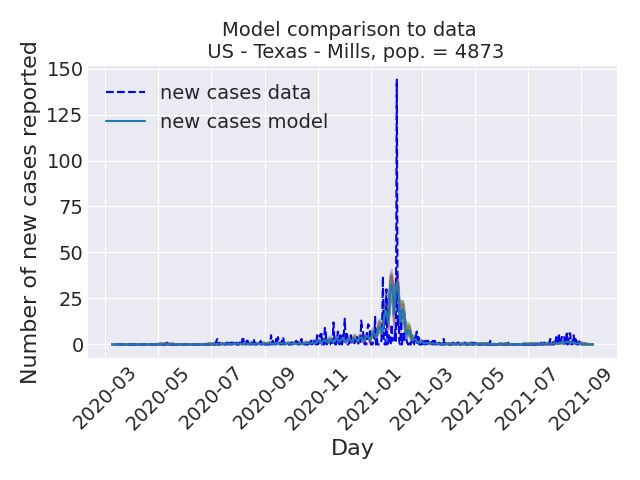 Model comparison to data
US - Texas - Mills, pop. = 4873
Number of new cases reported
150
125
100
75
50
25
0
new cases data
new cases model
2020-03
2020-05
2020-07
2020-09
2020-11
2021-01
2021-03
2021-05
2021-07
2021-09
Day